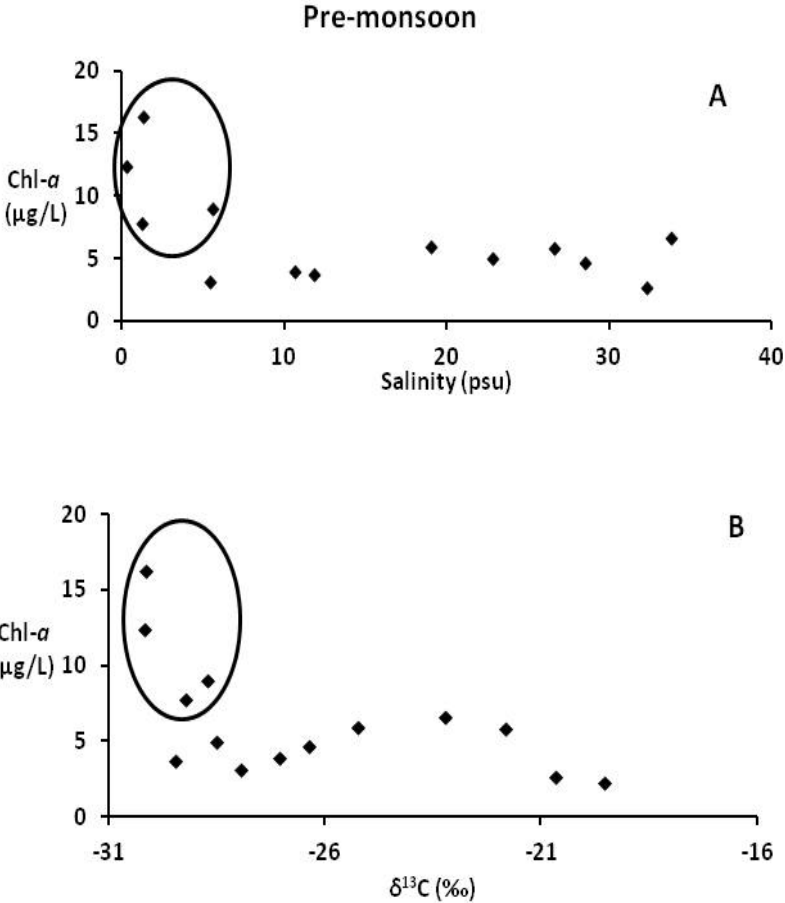 Pre-monsoon
A
20
15
10
5
0
Chl-a
(µg/L)
0 10 20 30 40
Salinity (psu)
B
20
15
10
5
0
Chl-a
µg/L)
-31 -26 -21 -16
δ¹³C (‰)